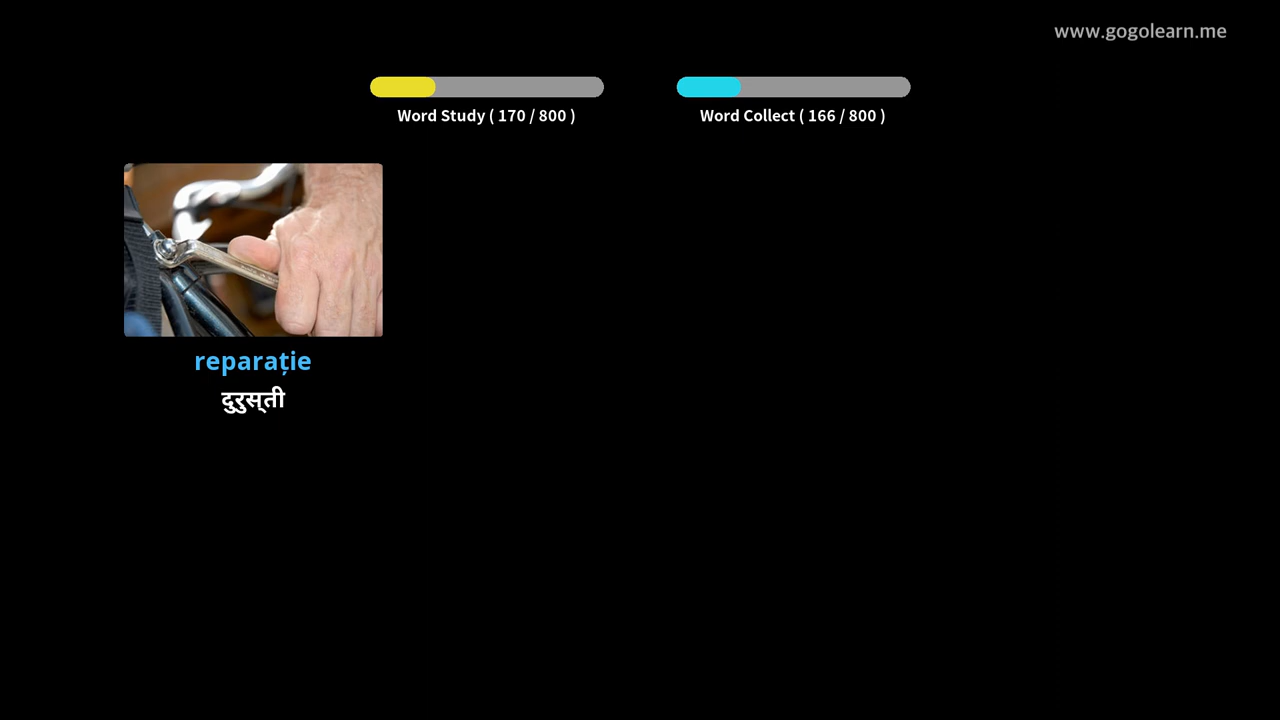 www.gogolearn.me
Word Study ( 170 / 800 )
Word Collect ( 166 / 800 )
reparație
दुरुस्ती